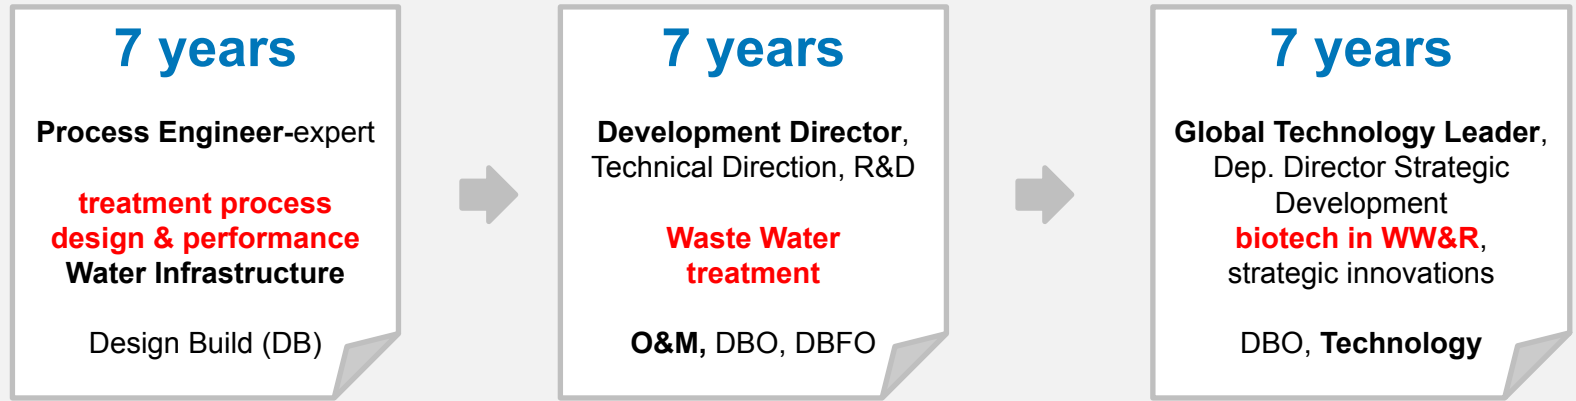 7 years
Process Engineer-expert
treatment process
design & performance
Water Infrastructure
Design Build (DB)
7 years
Development Director,
Technical Direction, R&D
Waste Water
treatment
O&M, DBO, DBFO
7 years
Global Technology Leader,
Dep. Director Strategic
Development
biotech in WW&R,
strategic innovations
DBO, Technology